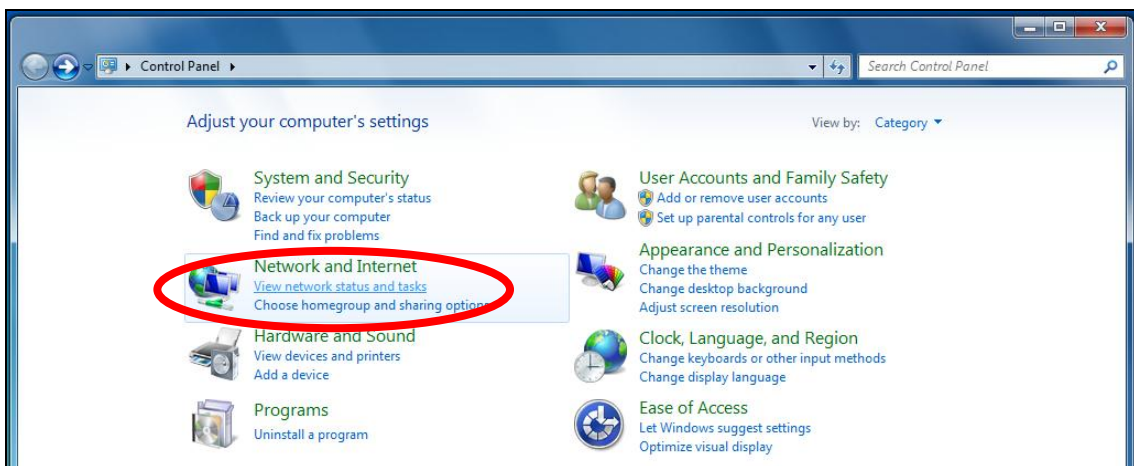 Control Panel
Search Control Panel
Adjust your computer's settings
View by: Category
System and Security
Review your computer's status
Back up your computer
Find and fix problems
Network and Internet
View network status and tasks
Choose homegroup and sharing options
Hardware and Sound
View devices and printers
Add a device
Programs
Uninstall a program
User Accounts and Family Safety
Add or remove user accounts
Set up parental controls for any user
Appearance and Personalization
Change the theme
Change desktop background
Adjust screen resolution
Clock, Language, and Region
Change keyboards or other input methods
Change display language
Ease of Access
Let Windows suggest settings
Optimize visual display